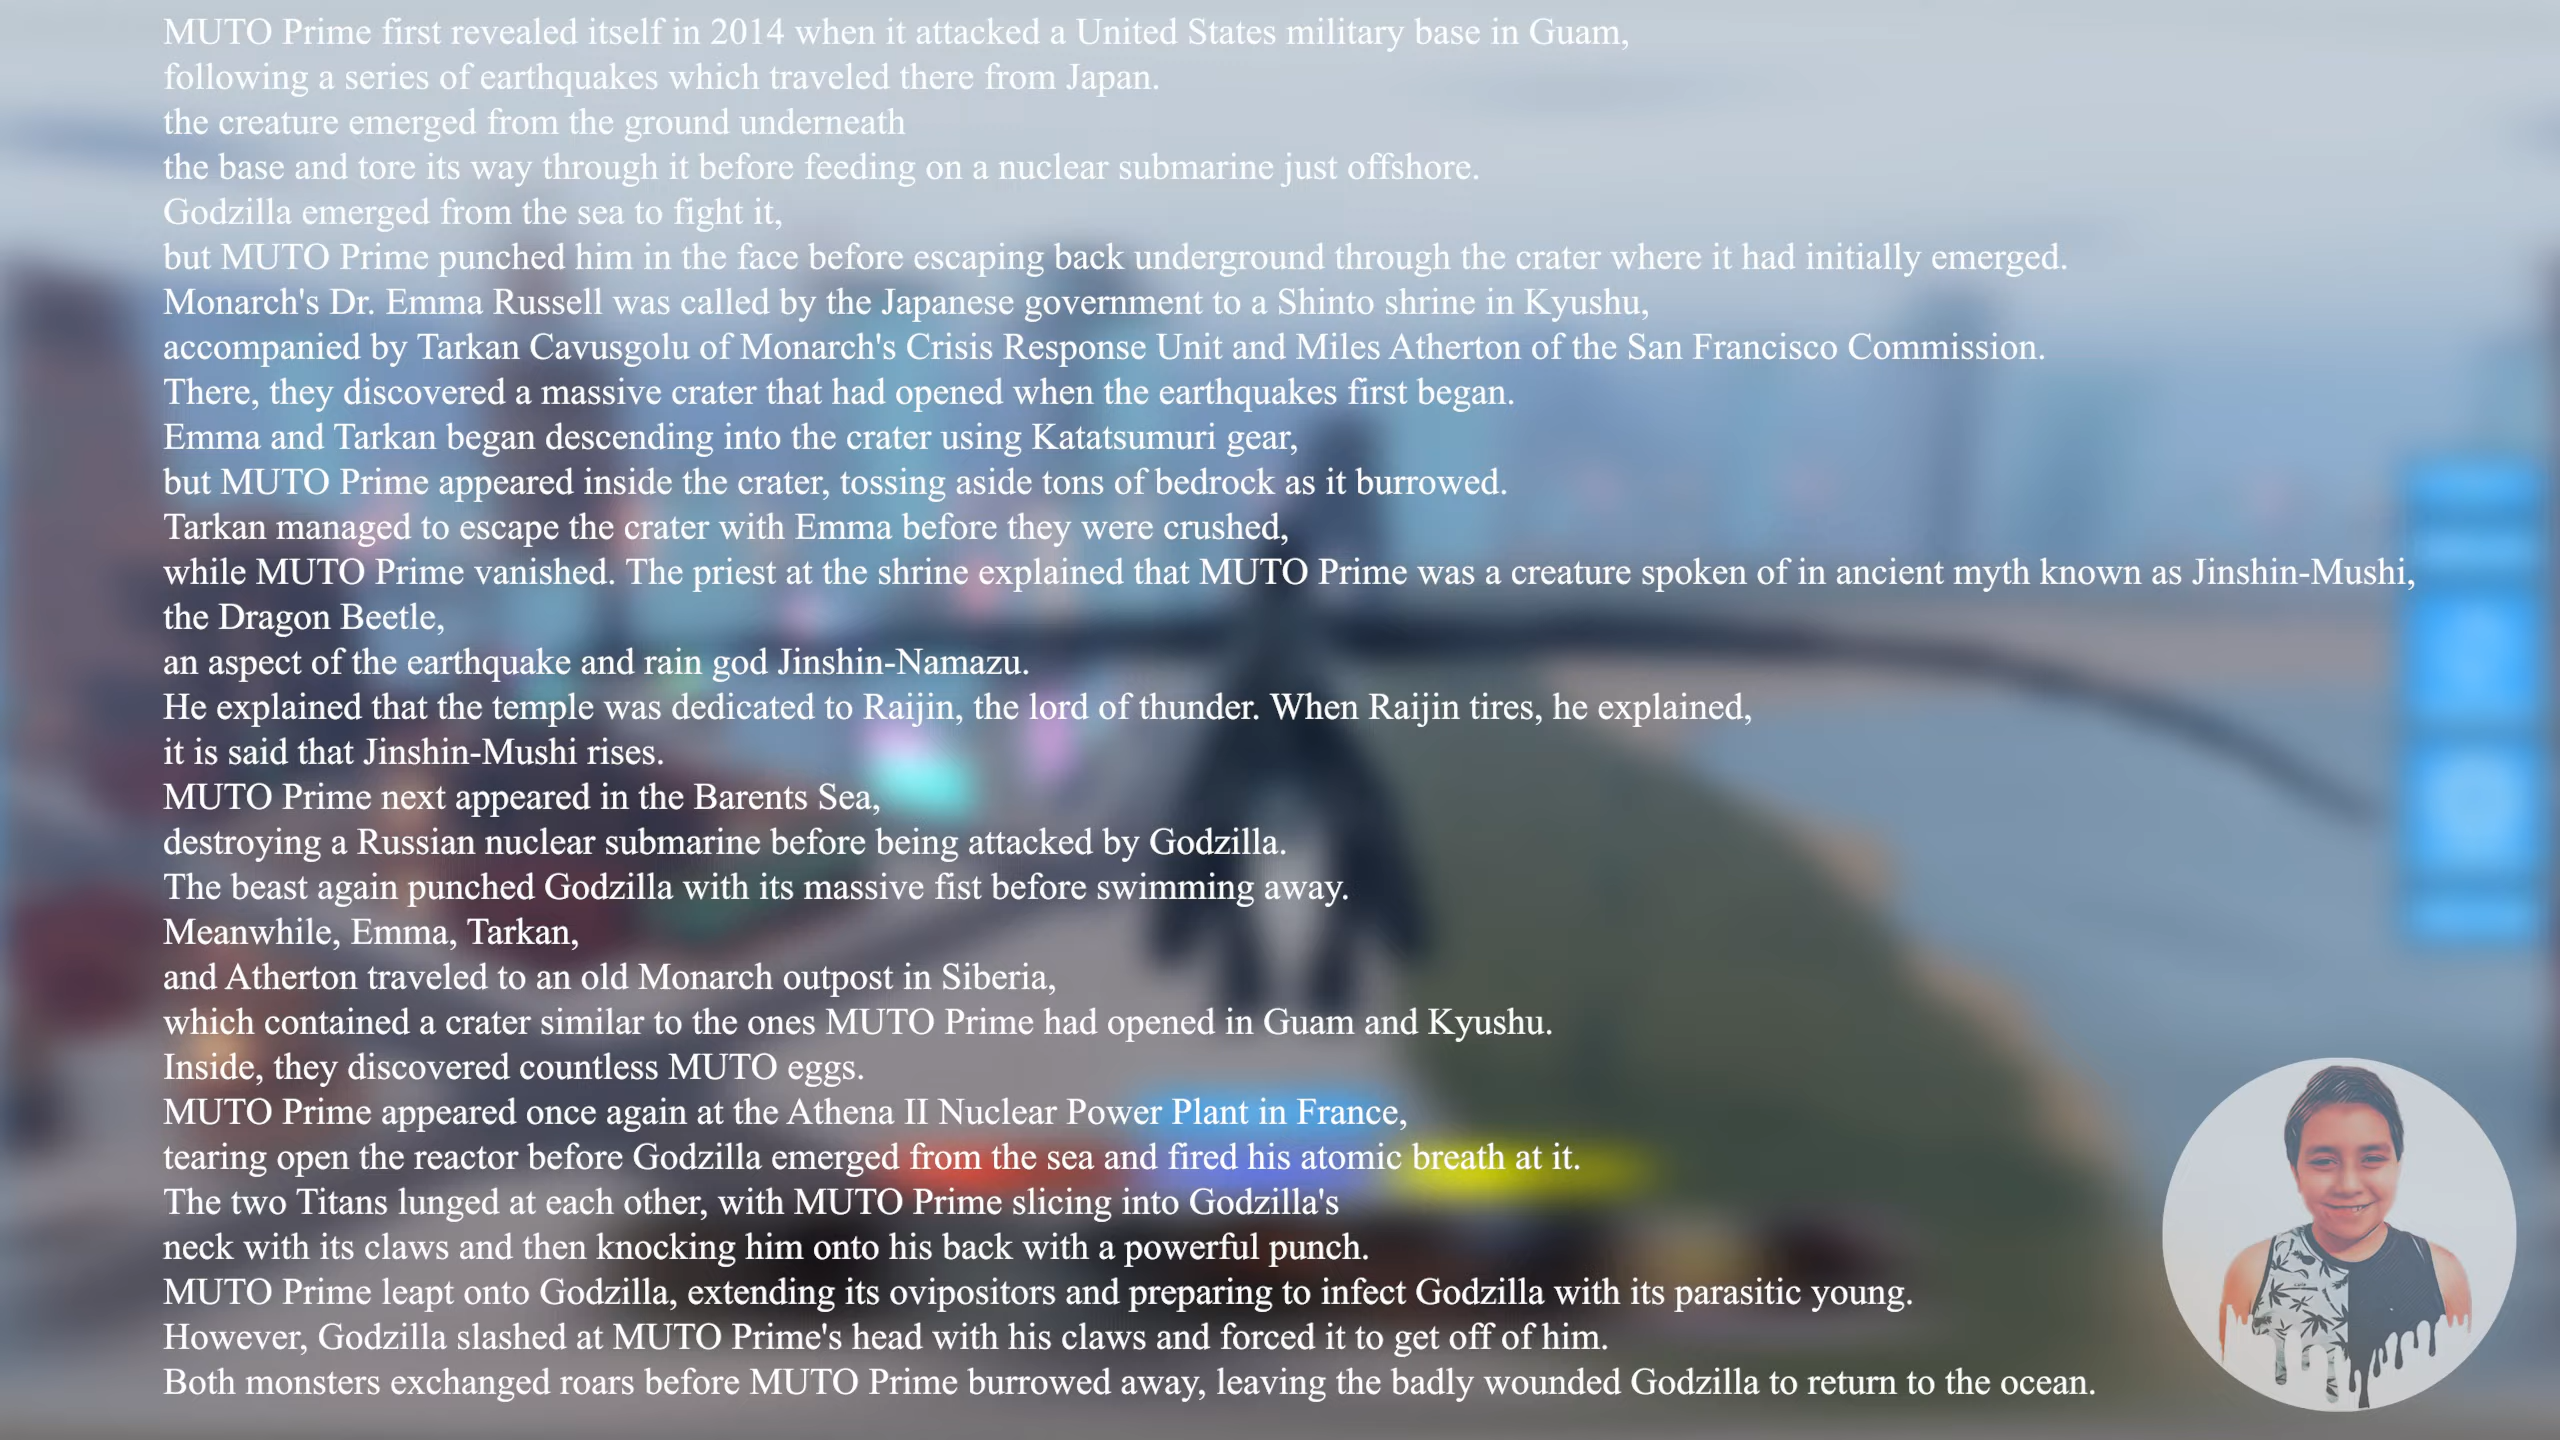 MUTO Prime first revealed itself in 2014 when it attacked a United States military base in Guam,
following a series of earthquakes which traveled there from Japan.
the creature emerged from the ground underneath
the base and tore its way through it before feeding on a nuclear submarine just offshore.
Godzilla emerged from the sea to fight it,
but MUTO Prime punched him in the face before escaping back underground through the crater where it had initially emerged.
Monarch's Dr. Emma Russell was called by the Japanese government to a Shinto shrine in Kyushu,
accompanied by Tarkan Cavusgolu of Monarch's Crisis Response Unit and Miles Atherton of the San Francisco Commission.
There, they discovered a massive crater that had opened when the earthquakes first began.
Emma and Tarkan began descending into the crater using Katatsumuri gear,
but MUTO Prime appeared inside the crater, tossing aside tons of bedrock as it burrowed.
Tarkan managed to escape the crater with Emma before they were crushed,
while MUTO Prime vanished. The priest at the shrine explained that MUTO Prime was a creature spoken of in ancient myth known as Jinshin-Mushi,
the Dragon Beetle,
an aspect of the earthquake and rain god Jinshin-Namazu.
He explained that the temple was dedicated to Raijin, the lord of thunder. When Raijin tires, he explained,
it is said that Jinshin-Mushi rises.
MUTO Prime next appeared in the Barents Sea,
destroying a Russian nuclear submarine before being attacked by Godzilla.
The beast again punched Godzilla with its massive fist before swimming away.
Meanwhile, Emma, Tarkan,
and Atherton traveled to an old Monarch outpost in Siberia,
which contained a crater similar to the ones MUTO Prime had opened in Guam and Kyushu.
Inside, they discovered countless MUTO eggs.
MUTO Prime appeared once again at the Athena II Nuclear Power Plant in France,
tearing open the reactor before Godzilla emerged from the sea and fired his atomic breath at it.
The two Titans lunged at each other, with MUTO Prime slicing into Godzilla's
neck with its claws and then knocking him onto his back with a powerful punch.
MUTO Prime leapt onto Godzilla, extending its ovipositors and preparing to infect Godzilla with its parasitic young.
However, Godzilla slashed at MUTO Prime's head with his claws and forced it to get off of him.
Both monsters exchanged roars before MUTO Prime burrowed away, leaving the badly wounded Godzilla to return to the ocean.